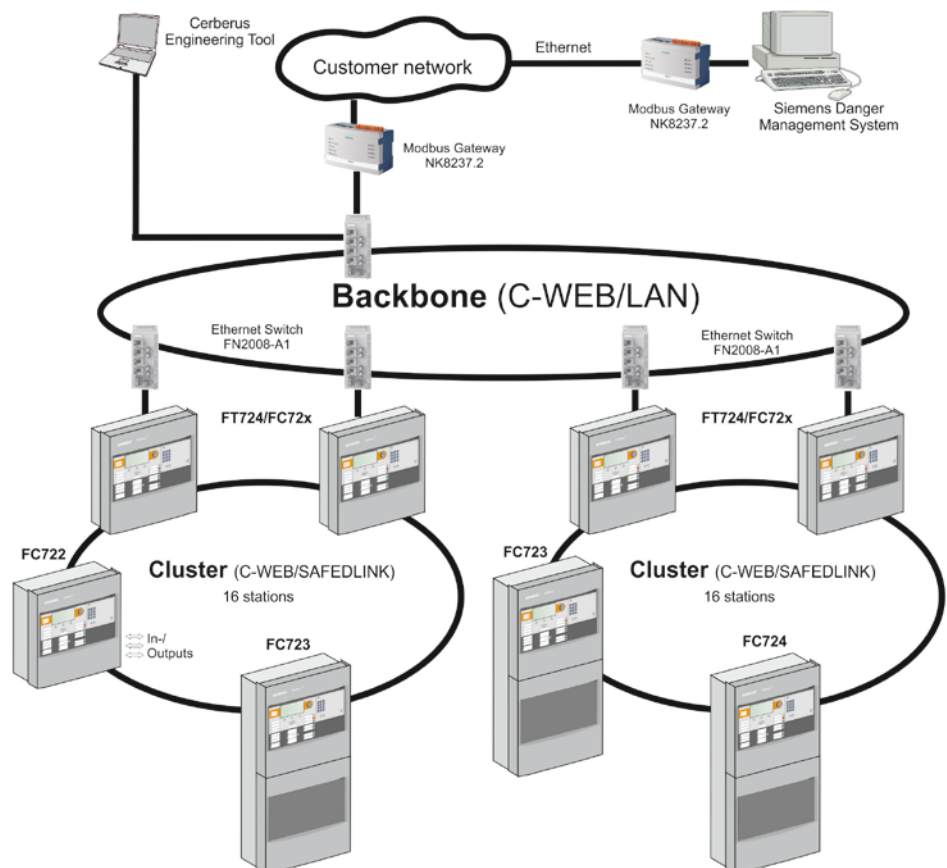 Cerberus
Engineering Tool
Customer network
Ethernet
Modbus Gateway
NK8237.2
Siemens Danger
Management System
Modbus Gateway
NK8237.2
Backbone (C-WEB/LAN)
Ethernet Switch
FN2008-A1
Ethernet Switch
FN2008-A1
FT724/FC72x
FT724/FC72x
FC722
Cluster (C-WEB/SAFEDLINK)
16 stations
In-/
Outputs
FC723
FC723
Cluster (C-WEB/SAFEDLINK)
16 stations
FC724